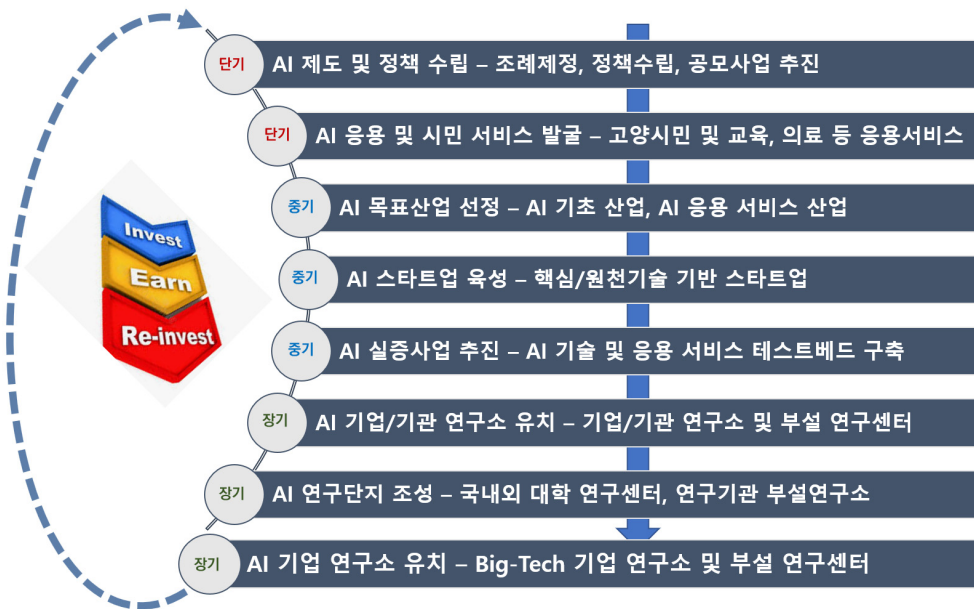 단기
AI 제도 및 정책 수립 – 조례제정, 정책수립, 공모사업 추진
단기
AI 응용 및 시민 서비스 발굴 – 고양시민 및 교육, 의료 등 응용서비스
중기
AI 목표산업 선정 – AI 기초 산업, AI 응용 서비스 산업
Invest
Earn
Re-invest
중기
AI 스타트업 육성 – 핵심/원천기술 기반 스타트업
중기
AI 실증사업 추진 – AI 기술 및 응용 서비스 테스트베드 구축
장기
AI 기업/기관 연구소 유치 – 기업/기관 연구소 및 부설 연구센터
장기
AI 연구단지 조성 – 국내외 대학 연구센터, 연구기관 부설연구소
장기
AI 기업 연구소 유치 – Big-Tech 기업 연구소 및 부설 연구센터